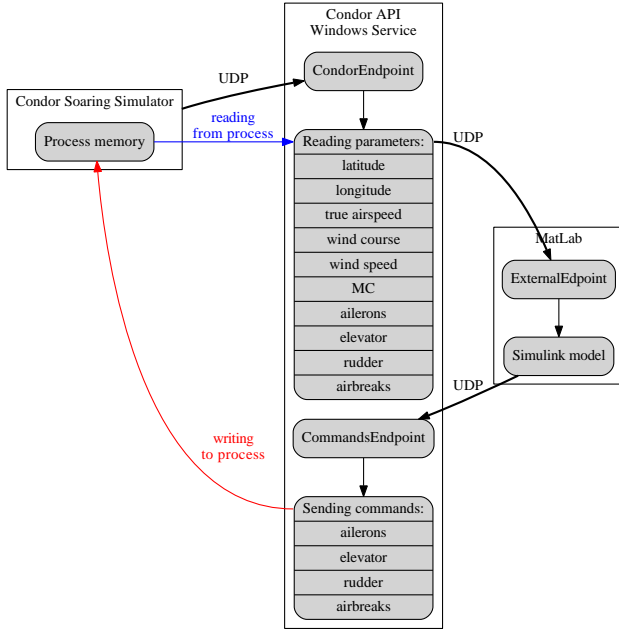 Condor API
Windows Service
UDP
CondorEndpoint
Condor Soaring Simulator
Process memory
reading
from process
Reading parameters:
latitude
longitude
true airspeed
wind course
wind speed
MC
ailerons
elevator
rudder
airbreaks
UDP
MatLab
ExternalEdpoint
Simulink model
UDP
CommandsEndpoint
writing
to process
Sending commands:
ailerons
elevator
rudder
airbreaks